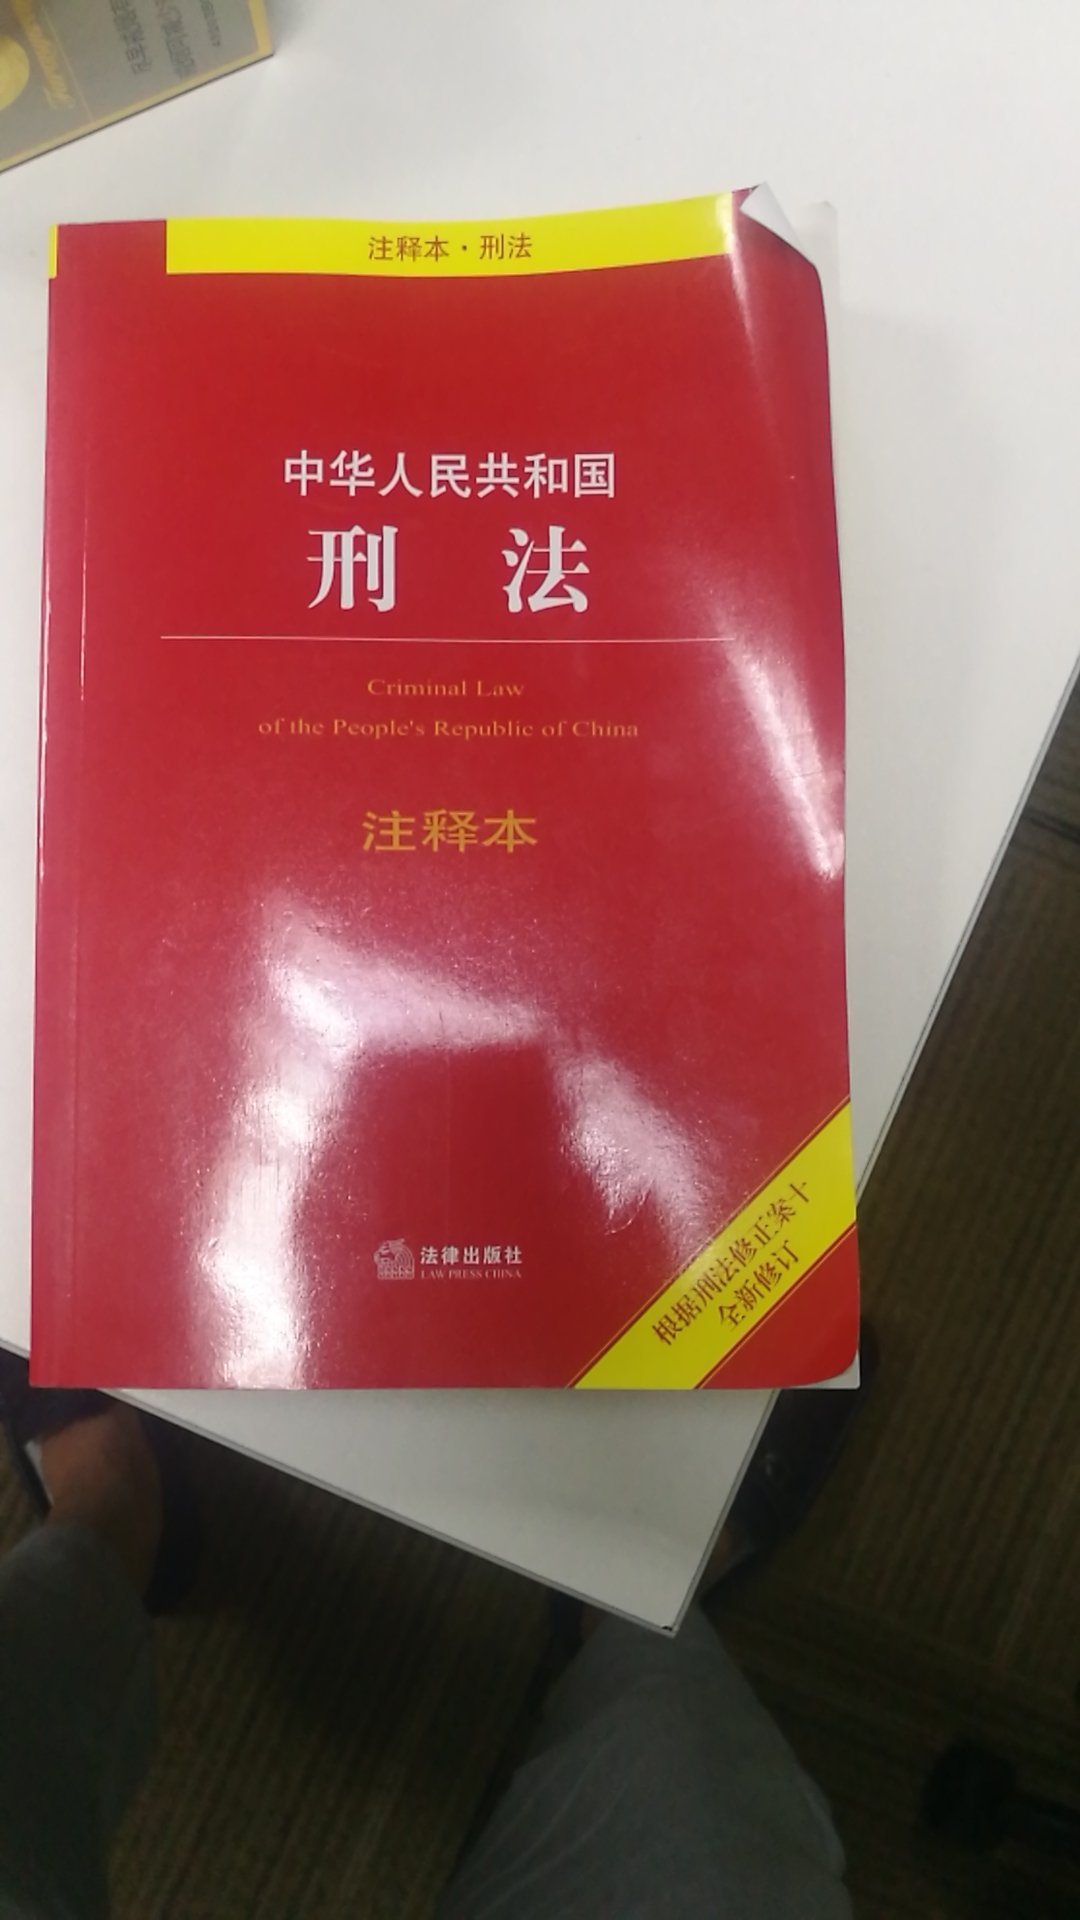 注释本·刑法
中华人民共和国
刑 法
Criminal Law
of the People's Republic of China
注释本
法律出版社
LAW PRESS CHINA
根据刑法修正案十
全新修订